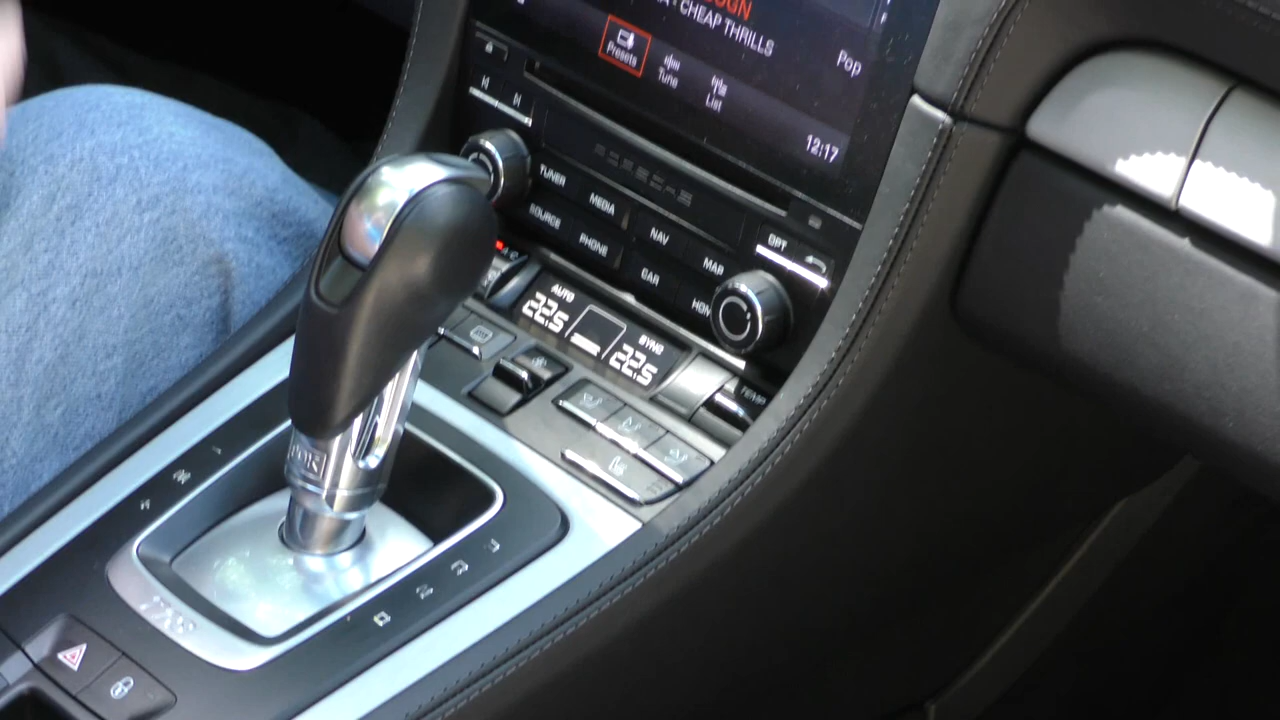 A · CHEAP THRILLS
Presets
Tune
List
Pop
12:17
PORSCHE
TUNER
MEDIA
SOURCE
PHONE
NAV
MAP
CAR
OPT
AUTO
22.5
SYNC
22.5
TEMP
PDK